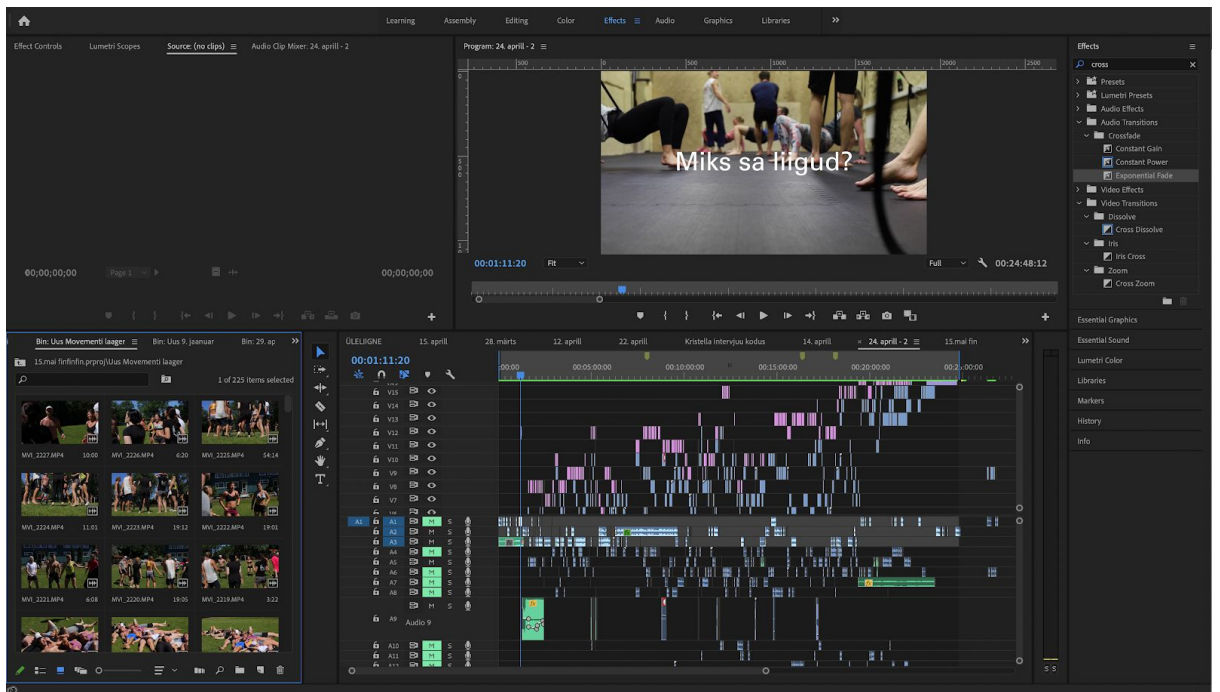 Learning Assembly Editing Color Effects Audio Graphics Libraries
Effect Controls Lumetri Scopes Source: (no clips) Audio Clip Mixer: 24. aprill - 2
Program: 24. aprill - 2
500 0 500 1000 1500 2000 2500
Miks sa liigud?
00;00;00;00 Page 1 00;00;00;00
00:01:11:20 Fit Full 00:24:48:12
Effects
cross
Presets
Lumetri Presets
Audio Effects
Audio Transitions
Crossfade
Constant Gain
Constant Power
Exponential Fade
Video Effects
Video Transitions
Dissolve
Cross Dissolve
Iris
Iris Cross
Zoom
Cross Zoom
Essential Graphics
Essential Sound
Lumetri Color
Libraries
Markers
History
Info
Bin: Uus Movementi laager Bin: Uus 9. jaanuar Bin: 29. ap
15.mai finfinfin.prproj\Uus Movementi laager
1 of 225 items selected
MVI_2227.MP4 10:00 MVI_2226.MP4 6:20 MVI_2225.MP4 54:14
MVI_2224.MP4 11:01 MVI_2223.MP4 19:12 MVI_2222.MP4 19:01
MVI_2221.MP4 6:08 MVI_2220.MP4 19:05 MVI_2219.MP4 3:22
ÜLELIIGNE 15. aprill 28. märts 12. aprill 22. aprill Kristella intervjuu kodus 14. aprill 24. aprill - 2 15.mai fin
00:01:11:20
:00:00 00:05:00:00 00:10:00:00 00:15:00:00 00:20:00:00
V15
V14
V13
V12
V11
V10
V9
V8
V7
A1 A1 M S
A2 M S
A3 M S
A4 M S
A5 M S
A6 M S
A7 M S
A8 M S
M S
A9 Audio 9
A10 M S
A11 M S
S S